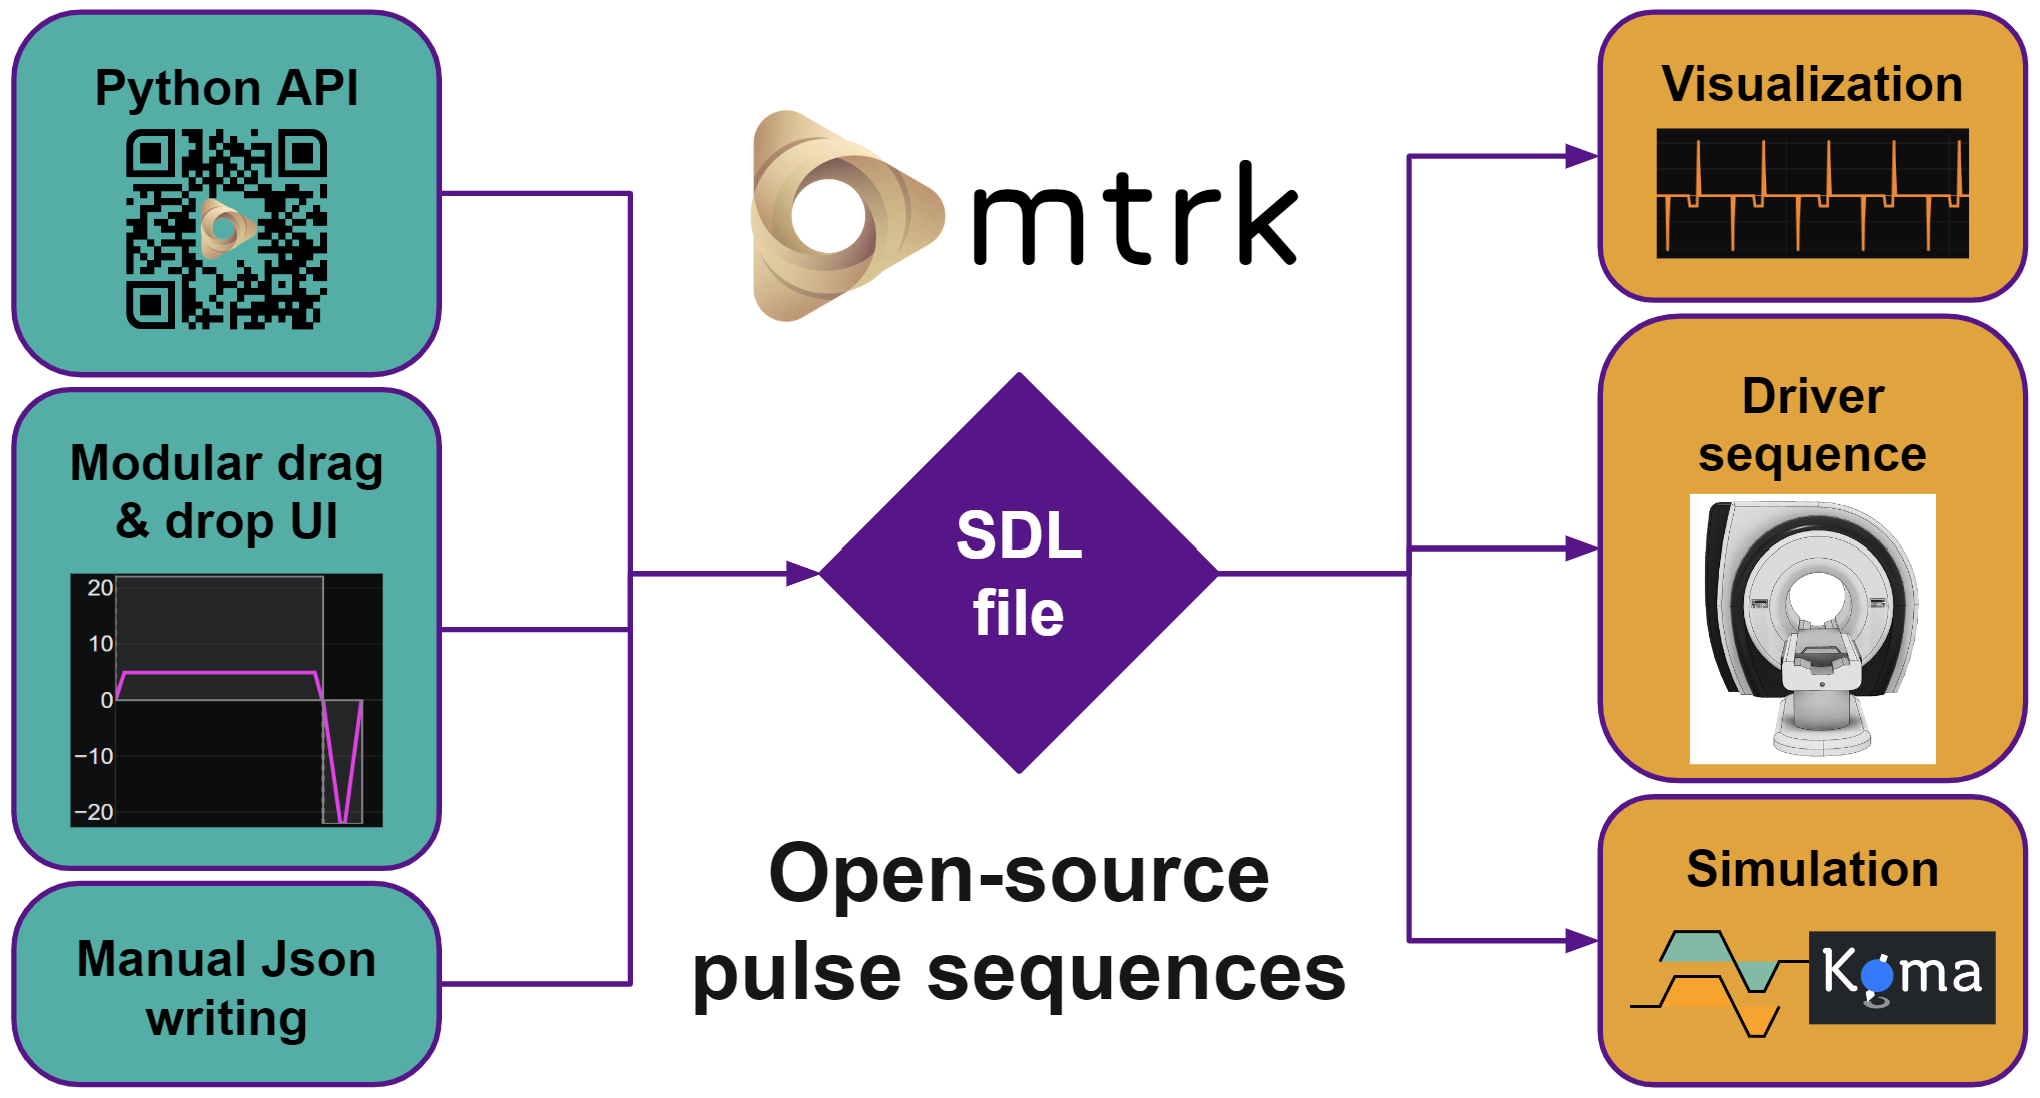 Python API
Modular drag
& drop UI
20
10
0
−10
−20
Manual Json
writing
mtrk
SDL
file
Open-source
pulse sequences
Visualization
Driver
sequence
Simulation
Koma